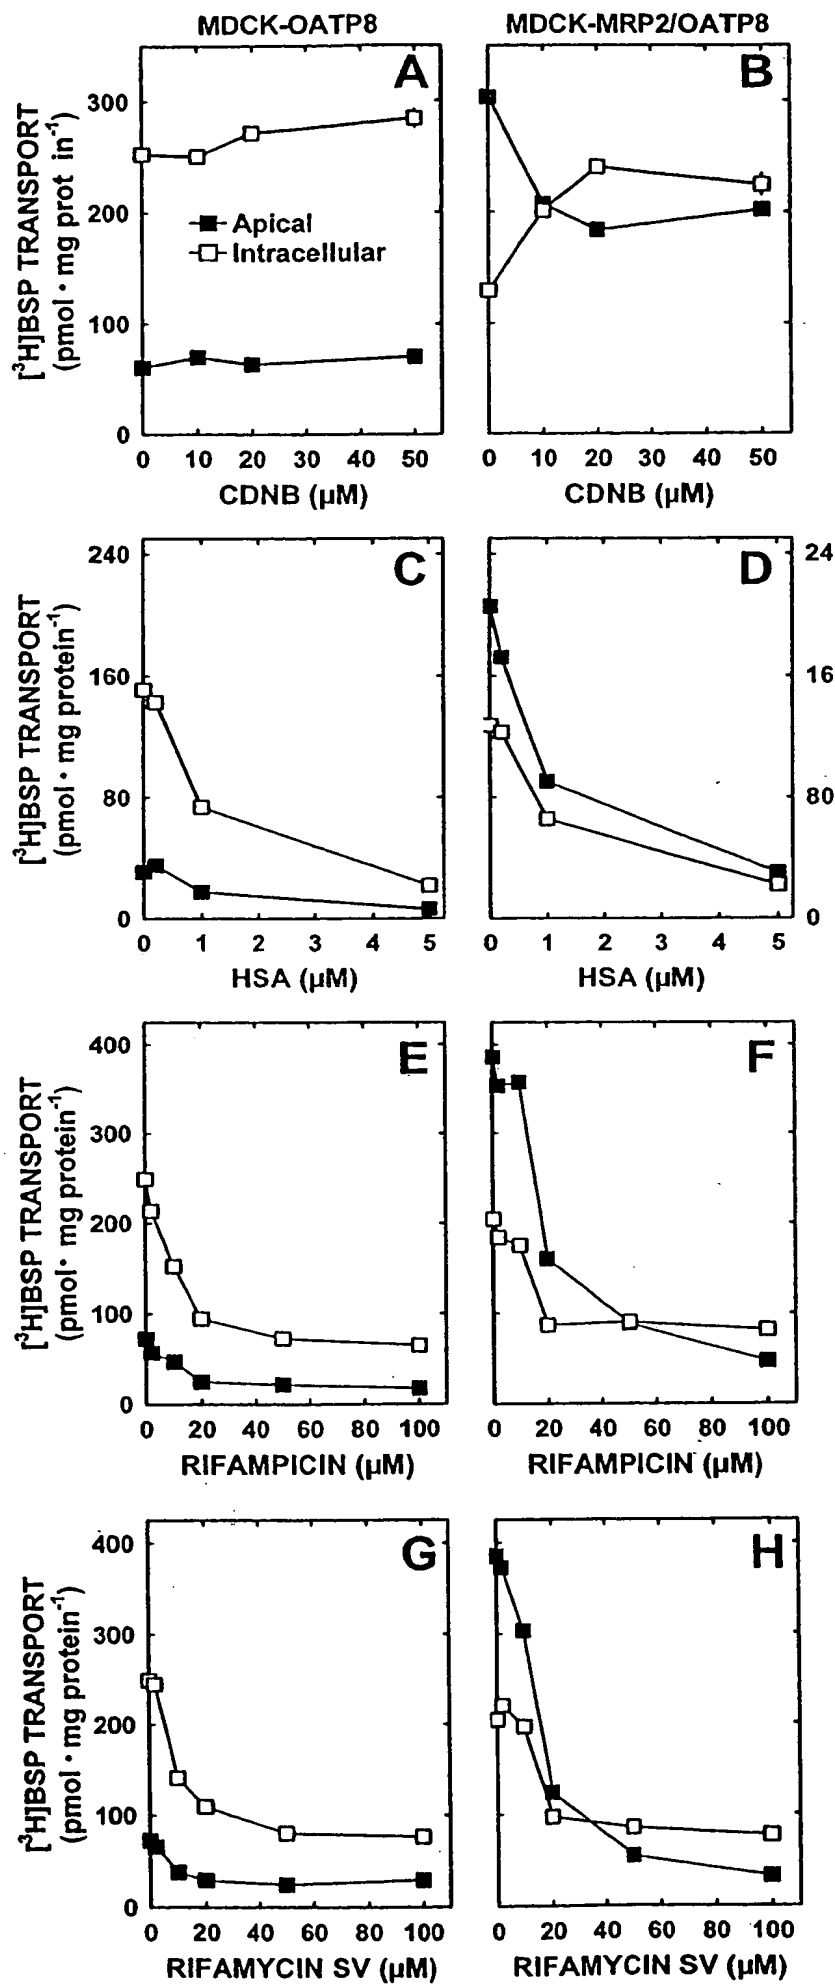 MDCK-OATP8
MDCK-MRP2/OATP8
A
B
[³H]BSP TRANSPORT
(pmol • mg prot in⁻¹)
300
200
100
0
Apical
Intracellular
0 10 20 30 40 50
0 10 20 30 40 50
CDNB (µM)
CDNB (µM)
C
D
[³H]BSP TRANSPORT
(pmol • mg protein⁻¹)
240
160
80
0
24
16
80
0
0 1 2 3 4 5
0 1 2 3 4 5
HSA (µM)
HSA (µM)
E
F
[³H]BSP TRANSPORT
(pmol • mg protein⁻¹)
400
300
200
100
0
0 20 40 60 80 100
0 20 40 60 80 100
RIFAMPICIN (µM)
RIFAMPICIN (µM)
G
H
[³H]BSP TRANSPORT
(pmol • mg protein⁻¹)
400
300
200
100
0
0 20 40 60 80 100
0 20 40 60 80 100
RIFAMYCIN SV (µM)
RIFAMYCIN SV (µM)